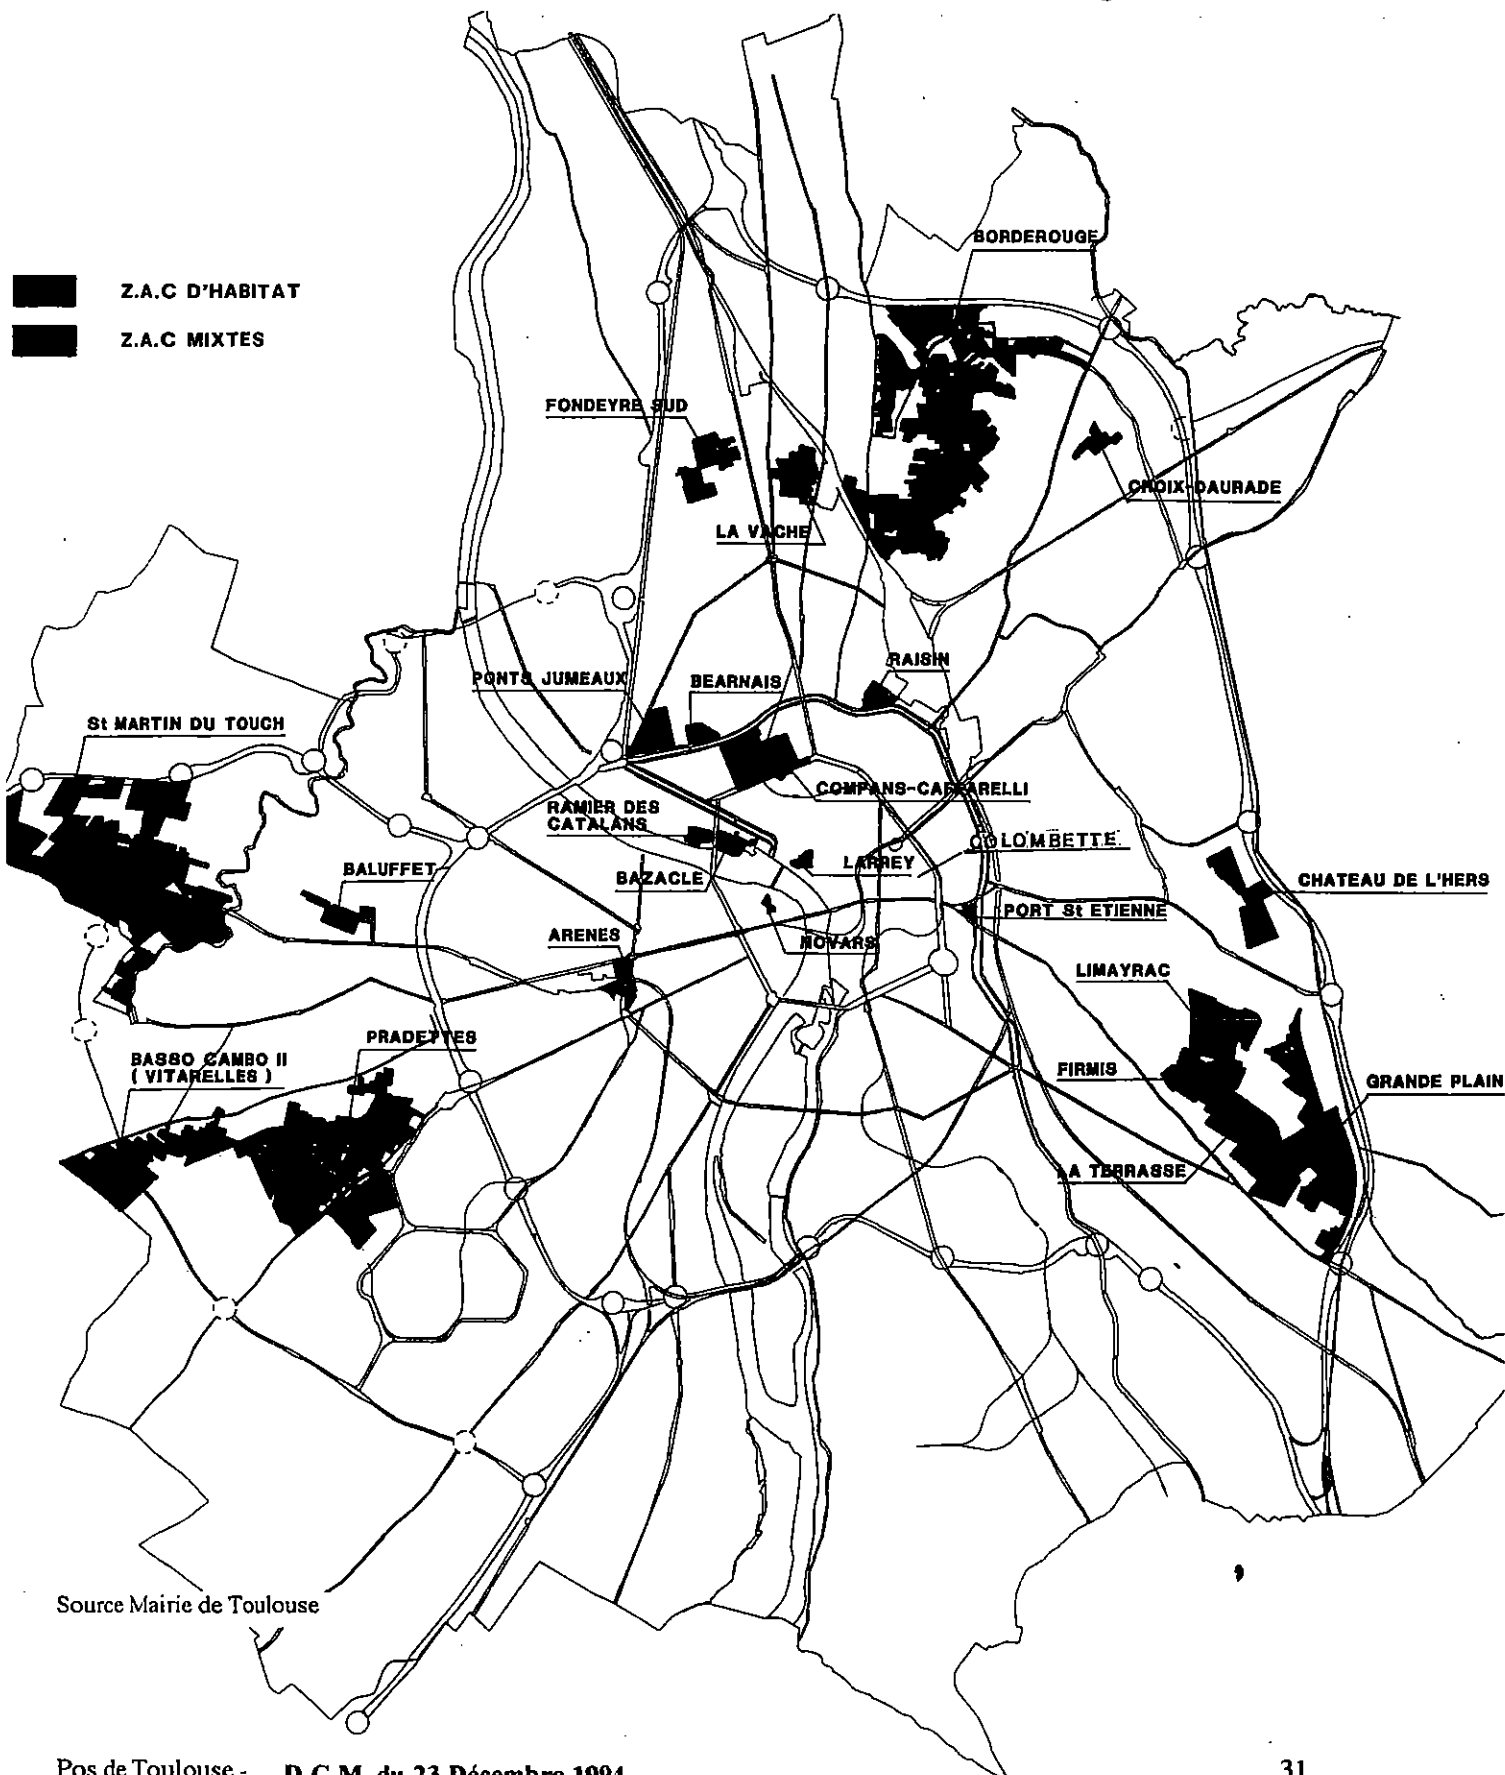 BORDEROUGE
Z.A.C D'HABITAT
Z.A.C MIXTES
FONDEYRE SUD
CROIX-DAURADE
LA VACHE
RAISIN
PONTS JUMEAUX
BEARNAIS
St MARTIN DU TOUCH
COMPANS-CAFFARELLI
RAMIER DES
CATALANS
LOMBETTE
BALUFFET
LARREY
BAZACLE
CHATEAU DE L'HERS
PORT St ETIENNE
ARENES
NOVARS
LIMAYRAC
PRADETTES
BASSO CAMBO II
( VITARELLES )
FIRMIS
GRANDE PLAIN
LA TERRASSE
Source Mairie de Toulouse
Pos de Toulouse - D.C.M. du 23 Décembre 1994
31